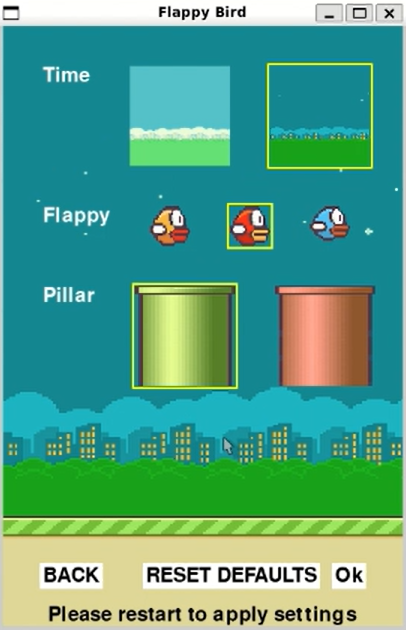 Flappy Bird
Time
Flappy
Pillar
BACK RESET DEFAULTS Ok
Please restart to apply settings